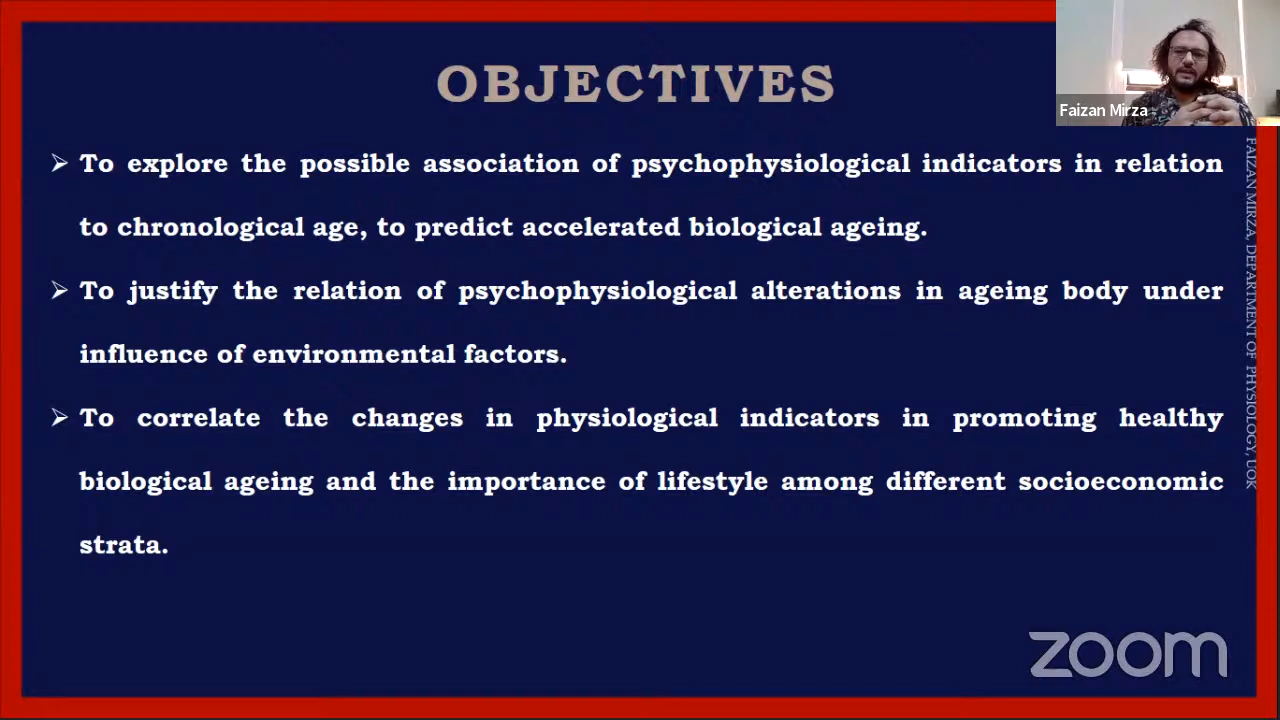 OBJECTIVES
Faizan Mirza
➢ To explore the possible association of psychophysiological indicators in relation
to chronological age, to predict accelerated biological ageing.
➢ To justify the relation of psychophysiological alterations in ageing body under
influence of environmental factors.
➢ To correlate the changes in physiological indicators in promoting healthy
biological ageing and the importance of lifestyle among different socioeconomic
strata.
FAIZAN MIRZA, DEPARTMENT OF PHYSIOLOGY, UOK
zoom